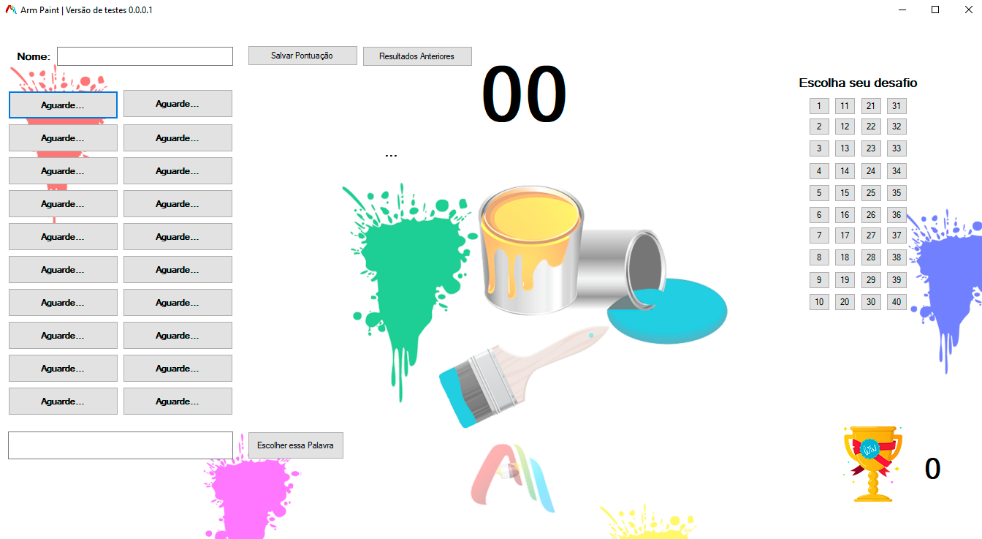 Arm Paint | Versão de testes 0.0.0.1
Nome:
Salvar Pontuação
Resultados Anteriores
00
Escolha seu desafio
Aguarde... Aguarde...
Aguarde... Aguarde...
Aguarde... Aguarde...
Aguarde... Aguarde...
Aguarde... Aguarde...
Aguarde... Aguarde...
Aguarde... Aguarde...
Aguarde... Aguarde...
Aguarde... Aguarde...
Aguarde... Aguarde...
...
1 11 21 31
2 12 22 32
3 13 23 33
4 14 24 34
5 15 25 35
6 16 26 36
7 17 27 37
8 18 28 38
9 19 29 39
10 20 30 40
Escolher essa Palavra
0